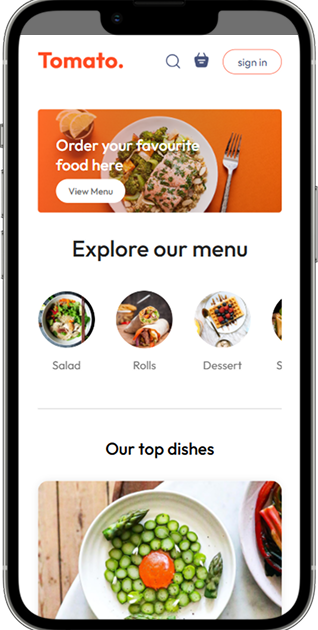 Tomato.
sign in
Order your favourite
food here
View Menu
Explore our menu
Salad
Rolls
Dessert
S
Our top dishes